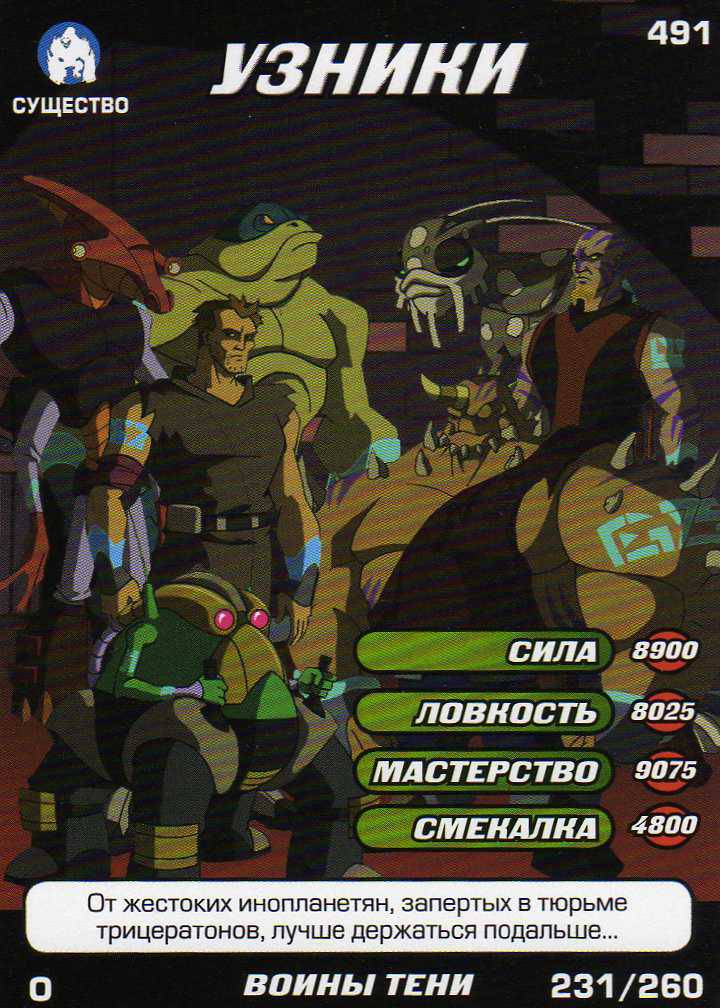 491
УЗНИКИ
СУЩЕСТВО
СИЛА 8900
ЛОВКОСТЬ 8025
МАСТЕРСТВО 9075
СМЕКАЛКА 4800
От жестоких инопланетян, запертых в тюрьме
трицератонов, лучше держаться подальше...
0 ВОИНЫ ТЕНИ 231/260